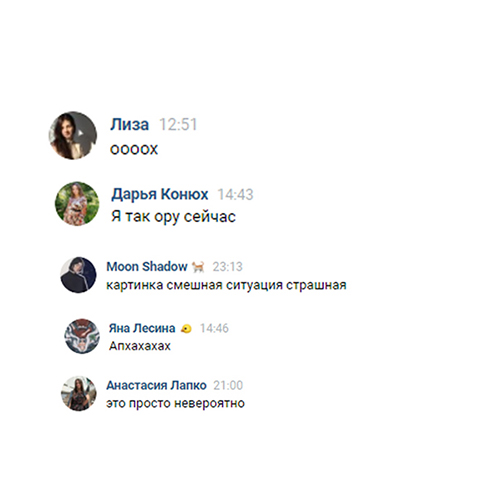 Лиза 12:51
оооох
Дарья Конюх 14:43
Я так ору сейчас
Moon Shadow 🐕 23:13
картинка смешная ситуация страшная
Яна Лесина 🐤 14:46
Апхахахах
Анастасия Лапко 21:00
это просто невероятно